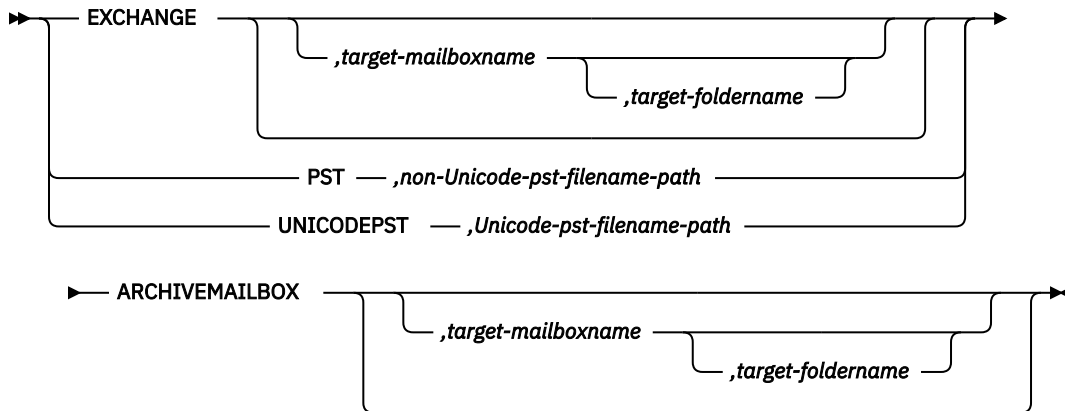 EXCHANGE
,target-mailboxname
,target-foldername
PST ,non-Unicode-pst-filename-path
UNICODEPST ,Unicode-pst-filename-path
ARCHIVEMAILBOX
,target-mailboxname
,target-foldername